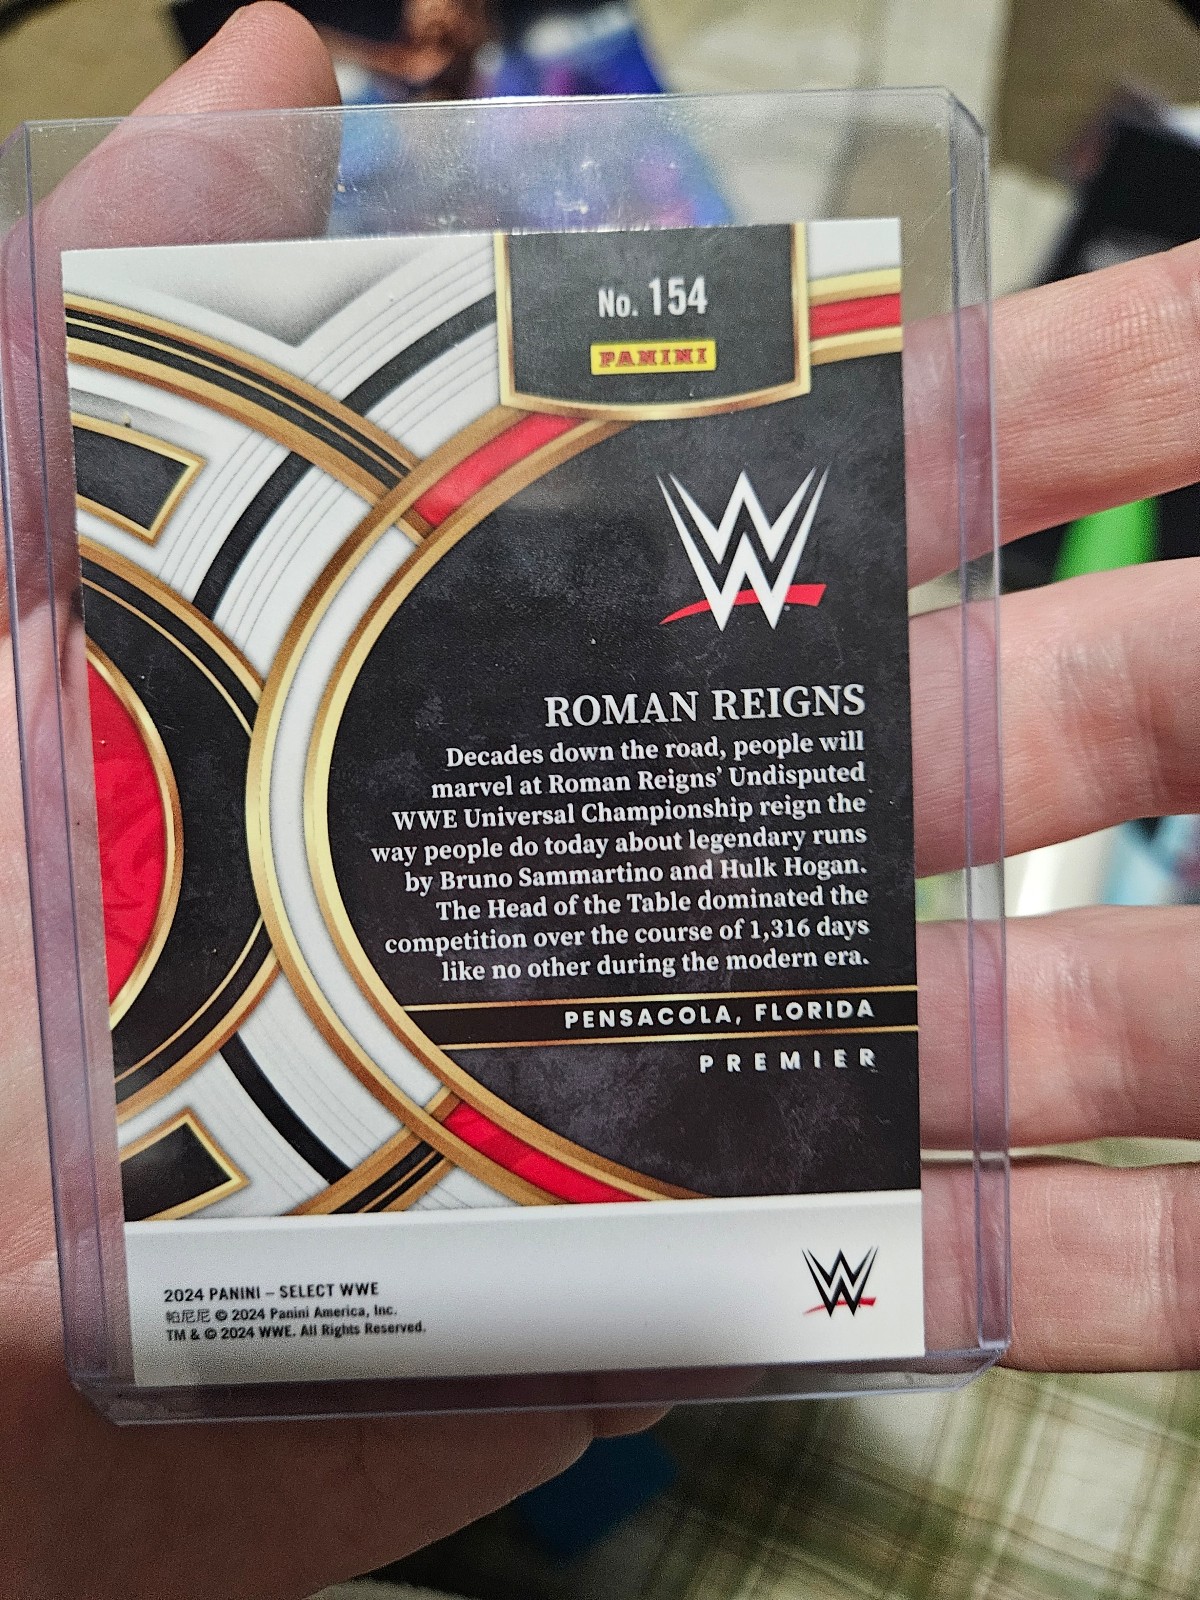 No. 154
PANINI
W
ROMAN REIGNS
Decades down the road, people will
marvel at Roman Reigns’ Undisputed
WWE Universal Championship reign the
way people do today about legendary runs
by Bruno Sammartino and Hulk Hogan.
The Head of the Table dominated the
competition over the course of 1,316 days
like no other during the modern era.
PENSACOLA, FLORIDA
PREMIER
2024 PANINI – SELECT WWE
帕尼尼 © 2024 Panini America, Inc.
TM & © 2024 WWE. All Rights Reserved.
W